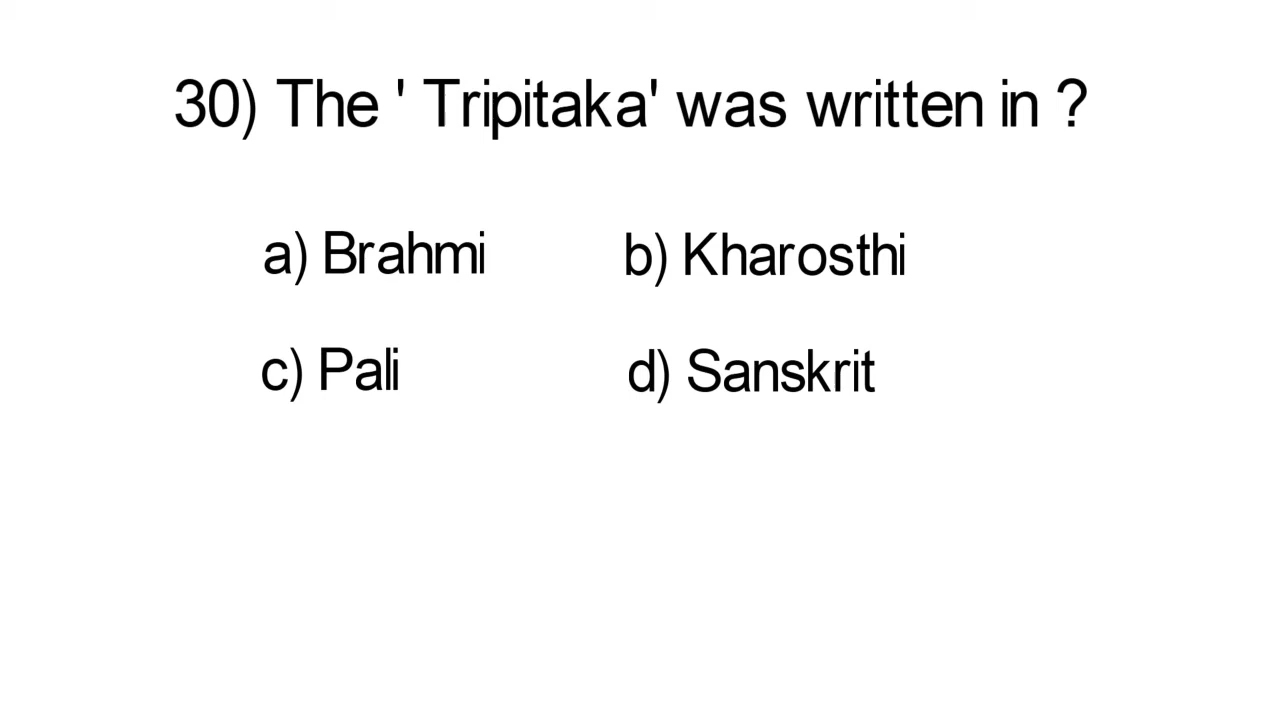 30) The ' Tripitaka' was written in ?
a) Brahmi b) Kharosthi
c) Pali d) Sanskrit